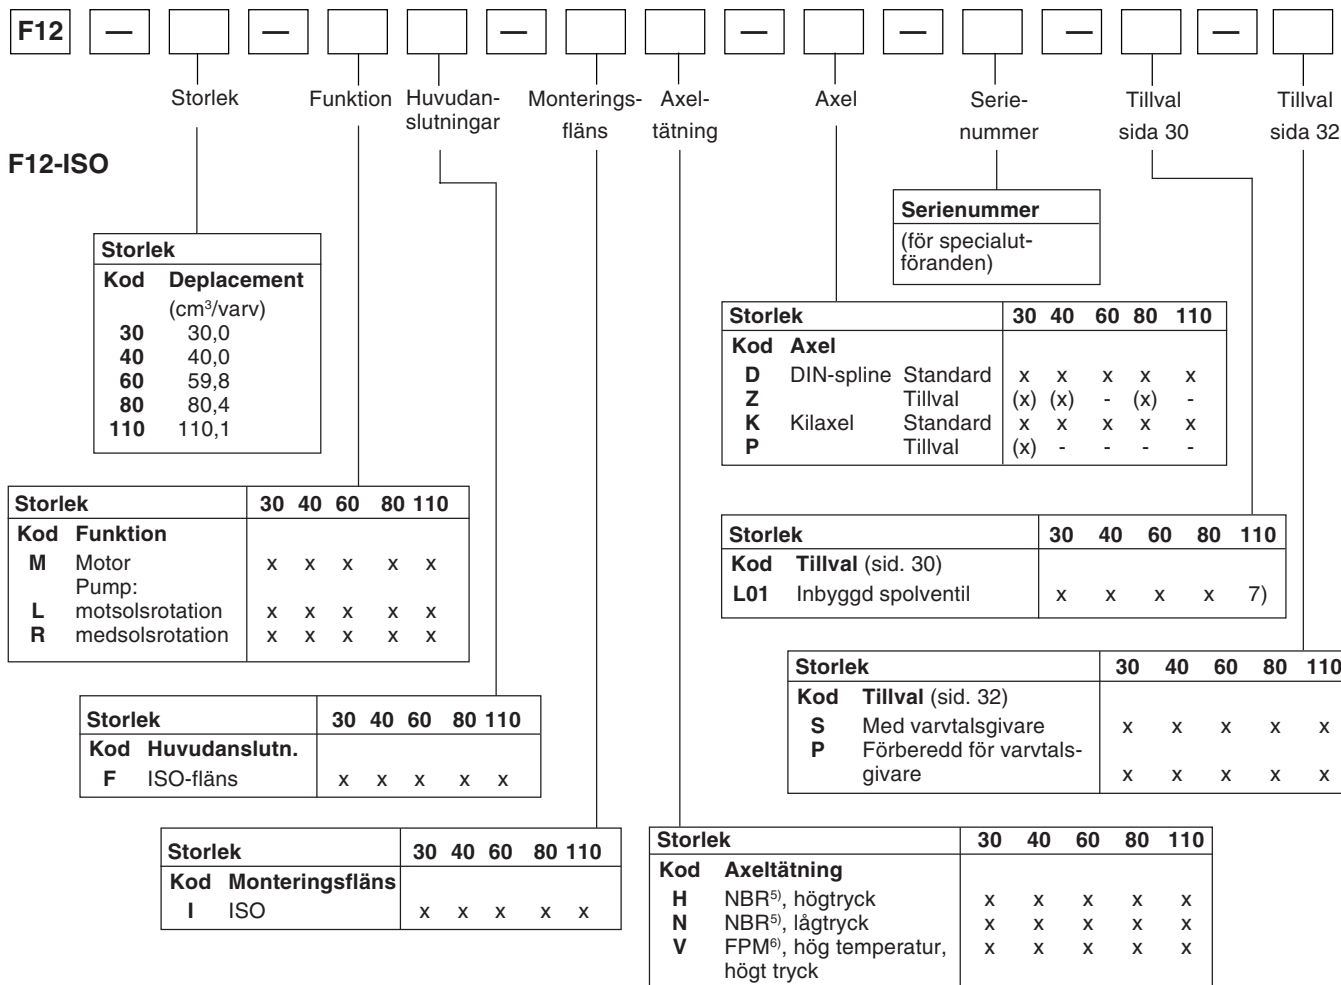 F12 — — — — — — —
Storlek Funktion Huvudan- Monterings- Axel- Axel Serie- Tillval Tillval
slutningar fläns tätning nummer sida 30 sida 32
F12-ISO
Serienummer
(för specialut-
föranden)
Storlek
Kod Deplacement
(cm³/varv)
30 30,0
40 40,0
60 59,8
80 80,4
110 110,1
Storlek 30 40 60 80 110
Kod Axel
D DIN-spline Standard x x x x x
Z Tillval (x) (x) - (x) -
K Kilaxel Standard x x x x x
P Tillval (x) - - - -
Storlek 30 40 60 80 110
Kod Funktion
M Motor x x x x x
Pump:
L motsolsrotation x x x x x
R medsolsrotation x x x x x
Storlek 30 40 60 80 110
Kod Tillval (sid. 30)
L01 Inbyggd spolventil x x x x 7)
Storlek 30 40 60 80 110
Kod Tillval (sid. 32)
S Med varvtalsgivare x x x x x
P Förberedd för varvtals-
givare x x x x x
Storlek 30 40 60 80 110
Kod Huvudanslutn.
F ISO-fläns x x x x x
Storlek 30 40 60 80 110
Kod Monteringsfläns
I ISO x x x x x
Storlek 30 40 60 80 110
Kod Axeltätning
H NBR⁵⁾, högtryck x x x x x
N NBR⁵⁾, lågtryck x x x x x
V FPM⁶⁾, hög temperatur, x x x x x
högt tryck